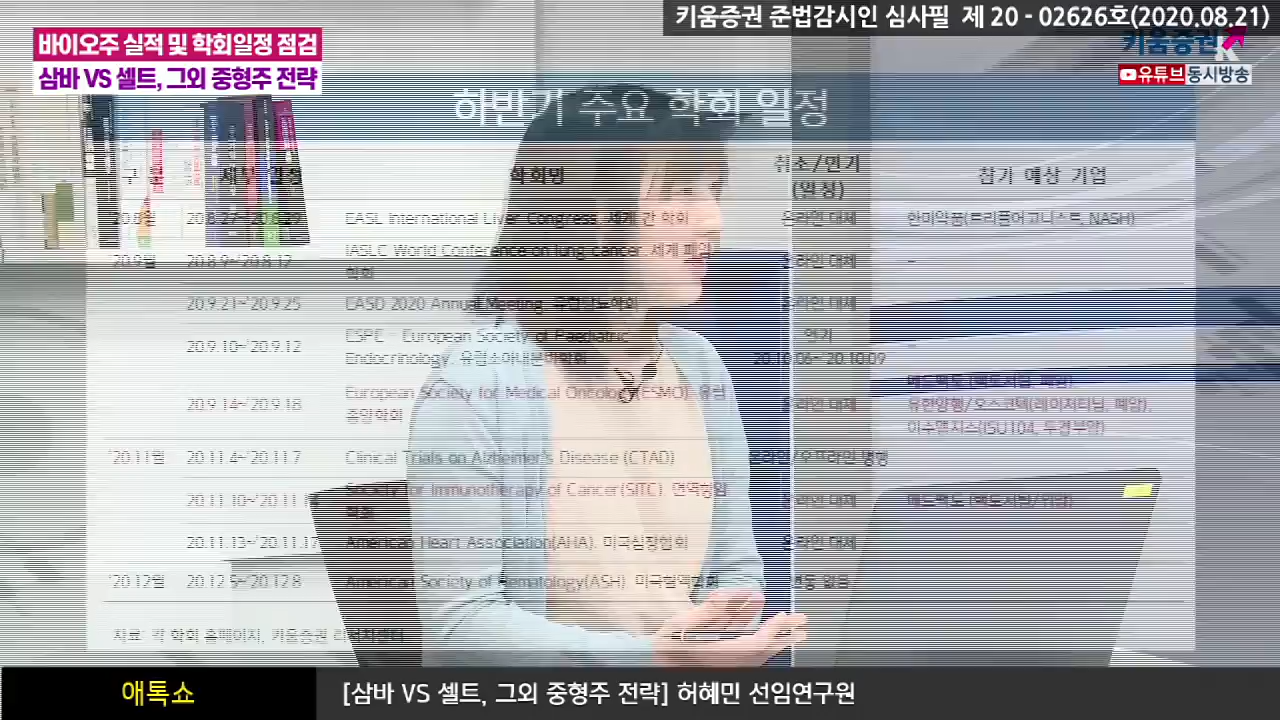 키움증권 준법감시인 심사필 제 20 - 02626호(2020.08.21)
바이오주 실적 및 학회일정 점검
삼바 VS 셀트, 그외 중형주 전략
키움증권
유튜브동시방송
하반기 주요 학회 일정
학회명 취소/연기 (일정) 참가 예상 기업
'20.8월 20.8.27~'20.8.29 EASL International Liver Congress. 세계 간 학회 온라인 대체 한미약품(트리플어고니스트, NASH)
'20.9월 20.8.9~'20.8.12 IASLC World Conference on lung cancer. 세계 폐암 학회 온라인 대체 -
20.9.21~'20.9.25 EASD 2020 Annual Meeting. 유럽당뇨학회 온라인 대체
20.9.10~'20.9.12 ESPE - European Society of Paediatric Endocrinology. 유럽소아내분비학회 연기 20.10.06~'20.10.09 -
20.9.14~'20.9.18 European Society for Medical Oncology(ESMO). 유럽 종양학회 온라인 대체 메드팩토(백토서팁, 폐암) 유한양행/오스코텍(레이저티닙, 폐암), 이수앱지스(ISU104, 두경부암)
'20.11월 20.11.4~'20.11.7 Clinical Trials on Alzheimer's Disease (CTAD) 온라인/오프라인 병행
20.11.10~'20.11.14 Society for Immunotherapy of Cancer(SITC). 면역항암 학회 온라인 대체 메드팩토(백토서팁/위암)
20.11.13~'20.11.17 American Heart Association(AHA). 미국심장협회 온라인 대체
'20.12월 20.12.5~'20.12.8 American Society of Hematology(ASH). 미국혈액학회 변동 없음
자료: 각 학회 홈페이지, 키움증권 리서치센터
애톡쇼
[삼바 VS 셀트, 그외 중형주 전략] 허혜민 선임연구원